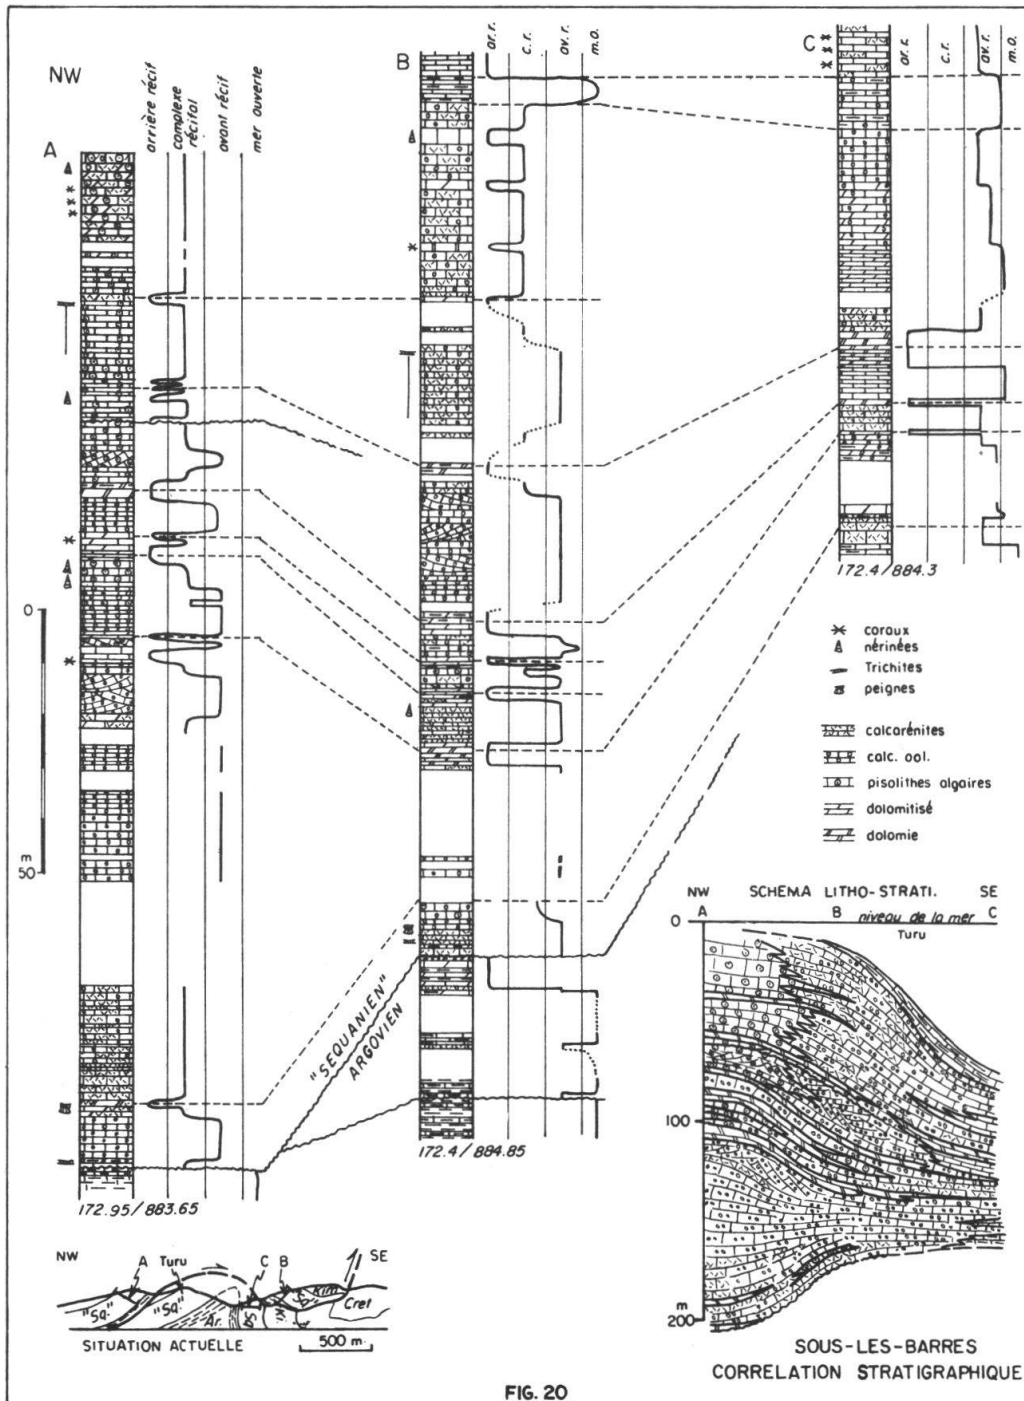 NW
A
arrière récif
complexe
récifal
avant récif
mer ouverte
B
ar. r.
c. r.
av. r.
m. o.
C
ar. r.
c. r.
av. r.
m. o.
0
m
50
"SEQUANIEN"
ARGOVIEN
172.95/883.65
172.4/884.85
172.4/884.3
coraux
nérinées
Trichites
peignes
calcarénites
calc. ool.
pisolithes algaires
dolomitisé
dolomie
NW SCHEMA LITHO-STRATI. SE
A B C
niveau de la mer
Turu
0
100
m
200
NW
A Turu C B SE
"Sq." "Sq." Ar. Kim. Cret
SITUATION ACTUELLE
500 m.
SOUS-LES-BARRES
CORRELATION STRATIGRAPHIQUE
FIG. 20